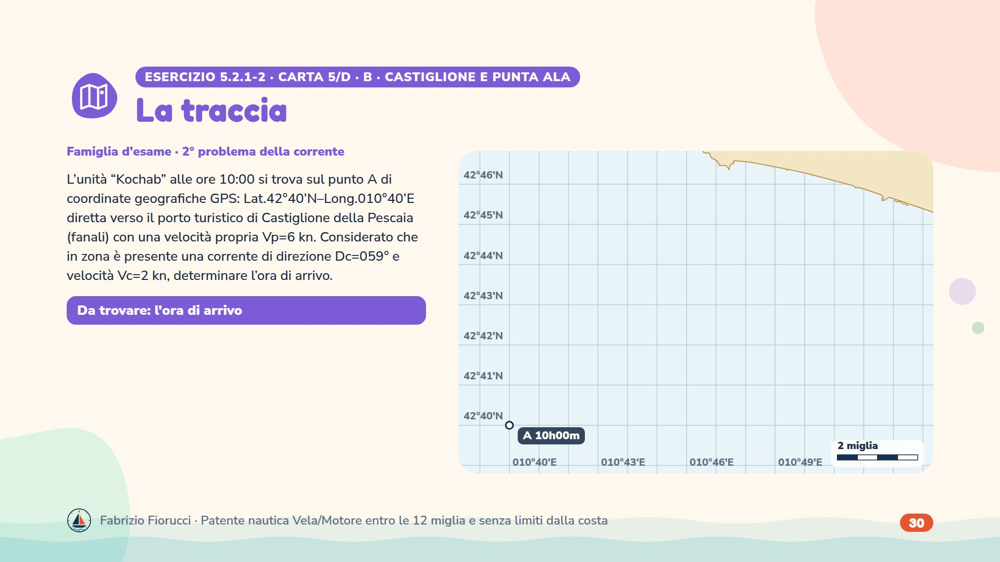 ESERCIZIO 5.2.1-2 · CARTA 5/D · B · CASTIGLIONE E PUNTA ALA
La traccia
Famiglia d'esame · 2° problema della corrente
L’unità “Kochab” alle ore 10:00 si trova sul punto A di
coordinate geografiche GPS: Lat.42°40’N–Long.010°40’E
diretta verso il porto turistico di Castiglione della Pescaia
(fanali) con una velocità propria Vp=6 kn. Considerato che
in zona è presente una corrente di direzione Dc=059° e
velocità Vc=2 kn, determinare l’ora di arrivo.
Da trovare: l'ora di arrivo
42°46'N
42°45'N
42°44'N
42°43'N
42°42'N
42°41'N
42°40'N
A 10h00m
2 miglia
010°40'E
010°43'E
010°46'E
010°49'E
Fabrizio Fiorucci · Patente nautica Vela/Motore entro le 12 miglia e senza limiti dalla costa
30